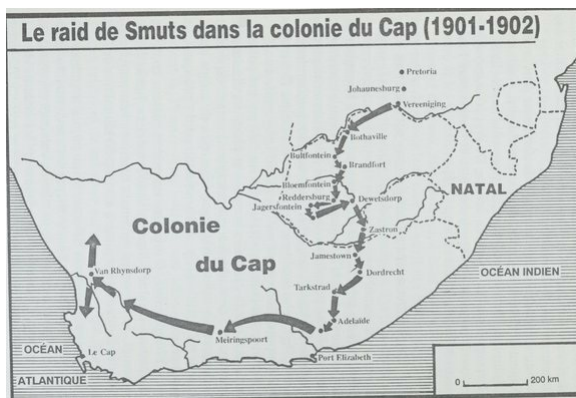 Le raid de Smuts dans la colonie du Cap (1901-1902)
Pretoria
Johannesburg
Vereeniging
Bothaville
Bultfontein
Brandfort
Bloemfontein
Reddersburg
Dewetsdorp
Jagersfontein
NATAL
Colonie
du Cap
Zastron
Jamestown
Dordrecht
OCÉAN INDIEN
Van Rhynsdorp
Tarkstrad
Adelaïde
Meiringspoort
Port Elizabeth
OCÉAN
Le Cap
ATLANTIQUE
0 200 km